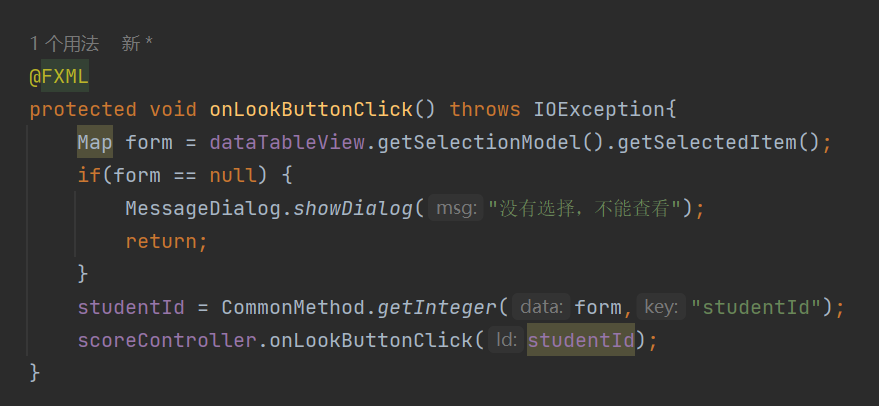 1 个用法 新 *
@FXML
protected void onLookButtonClick() throws IOException{
Map form = dataTableView.getSelectionModel().getSelectedItem();
if(form == null) {
MessageDialog.showDialog( msg: "没有选择，不能查看");
return;
}
studentId = CommonMethod.getInteger( data: form, key: "studentId");
scoreController.onLookButtonClick( Id: studentId);
}